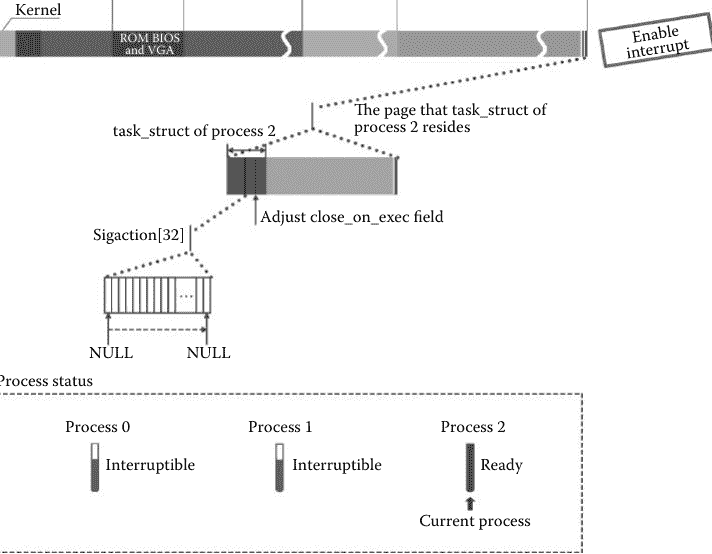 Kernel
ROM BIOS
and VGA
Enable
interrupt
The page that task_struct of
process 2 resides
task_struct of process 2
Adjust close_on_exec field
Sigaction[32]
...
NULL
NULL
Process status
Process 0
Process 1
Process 2
Interruptible
Interruptible
Ready
Current process